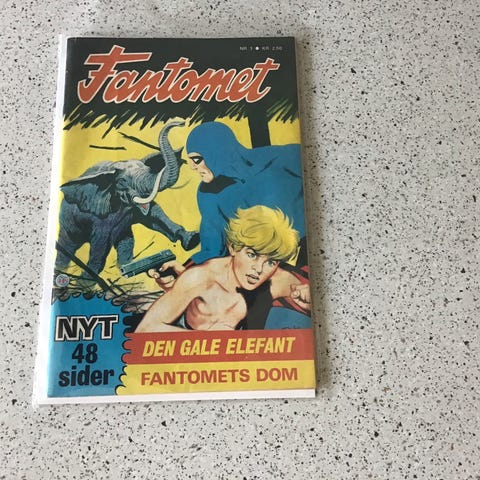 NR. 1 ● KR. 2.50
Fantomet
NYT
48
sider
DEN GALE ELEFANT
FANTOMETS DOM